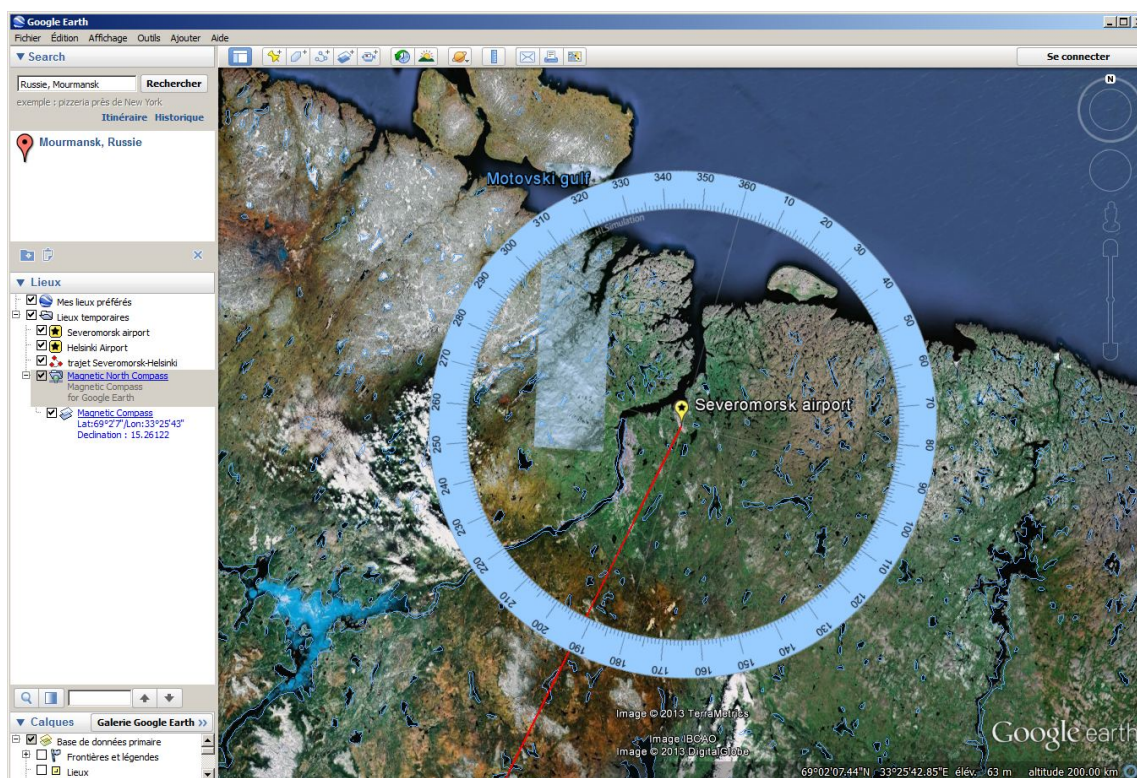 Google Earth
Fichier Édition Affichage Outils Ajouter Aide
Search
Russie, Mourmansk
Rechercher
exemple : pizzeria près de New York
Itinéraire Historique
Mourmansk, Russie
Lieux
Mes lieux préférés
Lieux temporaires
Severomorsk airport
Helsinki Airport
trajet Severomorsk-Helsinki
Magnetic North Compass
Magnetic Compass
for Google Earth
Magnetic Compass
Lat:69°2'7"/Lon:33°25'43"
Declination : 15.26122
Calques
Galerie Google Earth >>
Base de données primaire
Frontières et légendes
Lieux
Se connecter
N
Motovski gulf
HLSimulation
360
10
20
30
40
50
60
70
80
90
100
110
120
130
140
150
160
170
180
190
200
210
220
230
240
250
260
270
280
290
300
310
320
330
340
350
Severomorsk airport
Image © 2013 TerraMetrics
Image IBCAO
Image © 2013 DigitalGlobe
Google earth
69°02'07.44"N 33°25'42.85"E élév. 63 m altitude 200.00 km